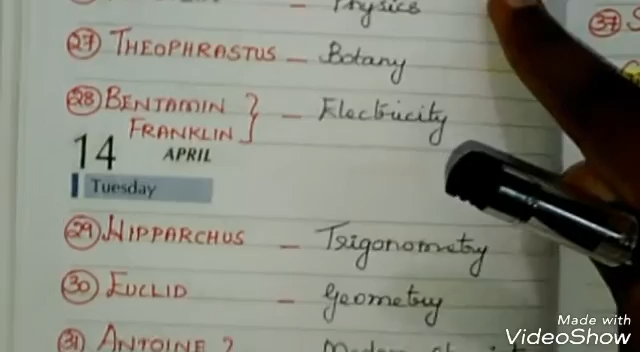 Physics
27 THEOPHRASTUS – Botany
28 BENJAMIN FRANKLIN } – Electricity
14 APRIL
Tuesday
29 HIPPARCHUS – Trigonometry
30 EUCLID – Geometry
31 ANTOINE } Modern
37 S
Made with
VideoShow